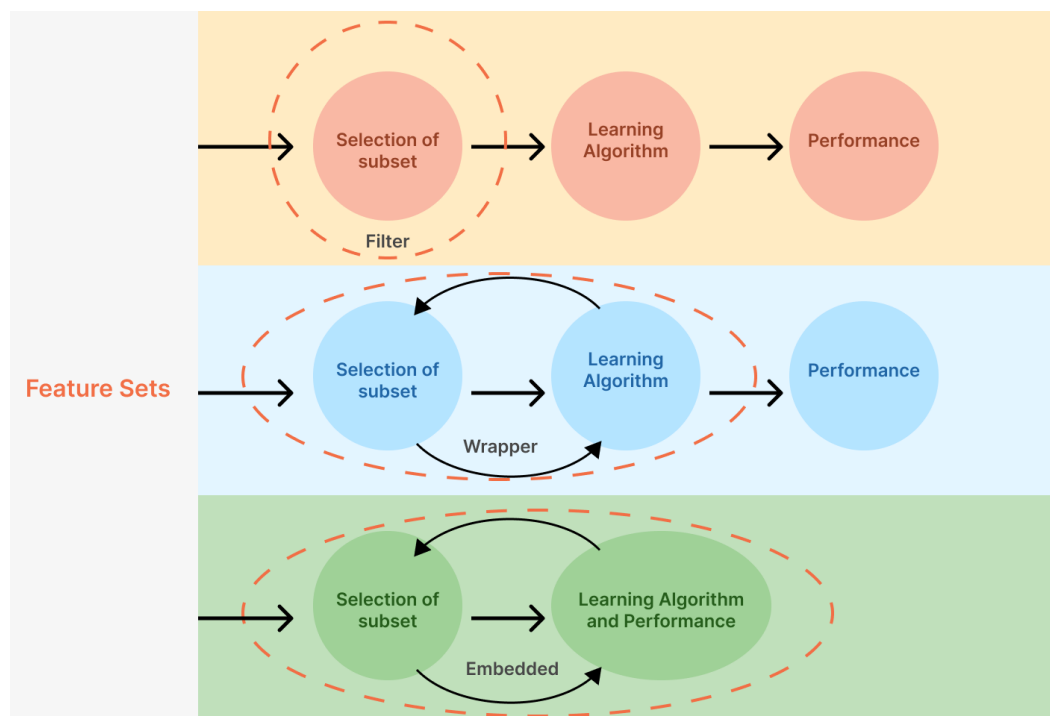 Feature Sets
Selection of
subset
Filter
Learning
Algorithm
Performance
Selection of
subset
Wrapper
Learning
Algorithm
Performance
Selection of
subset
Embedded
Learning Algorithm
and Performance